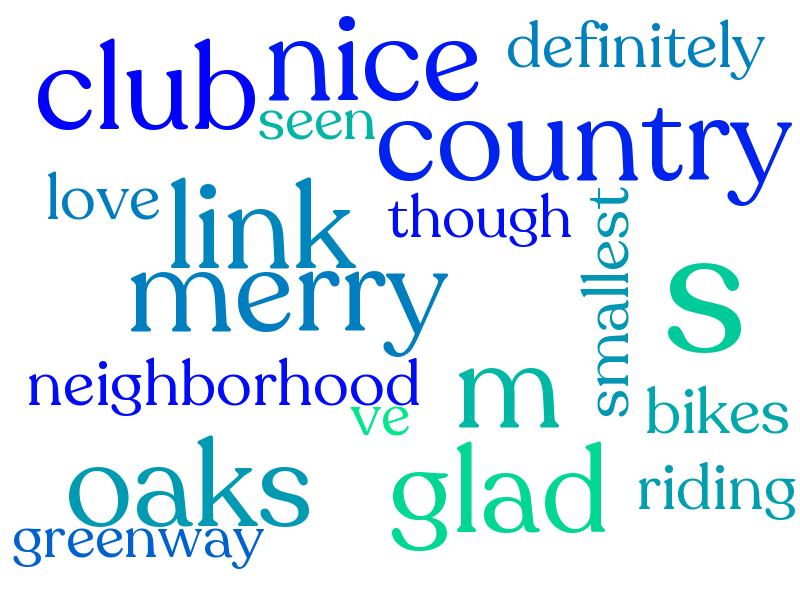 definitely
nice
club
seen
country
love
link
though
smallest
merry
s
neighborhood
m
ve
bikes
oaks
glad
riding
greenway